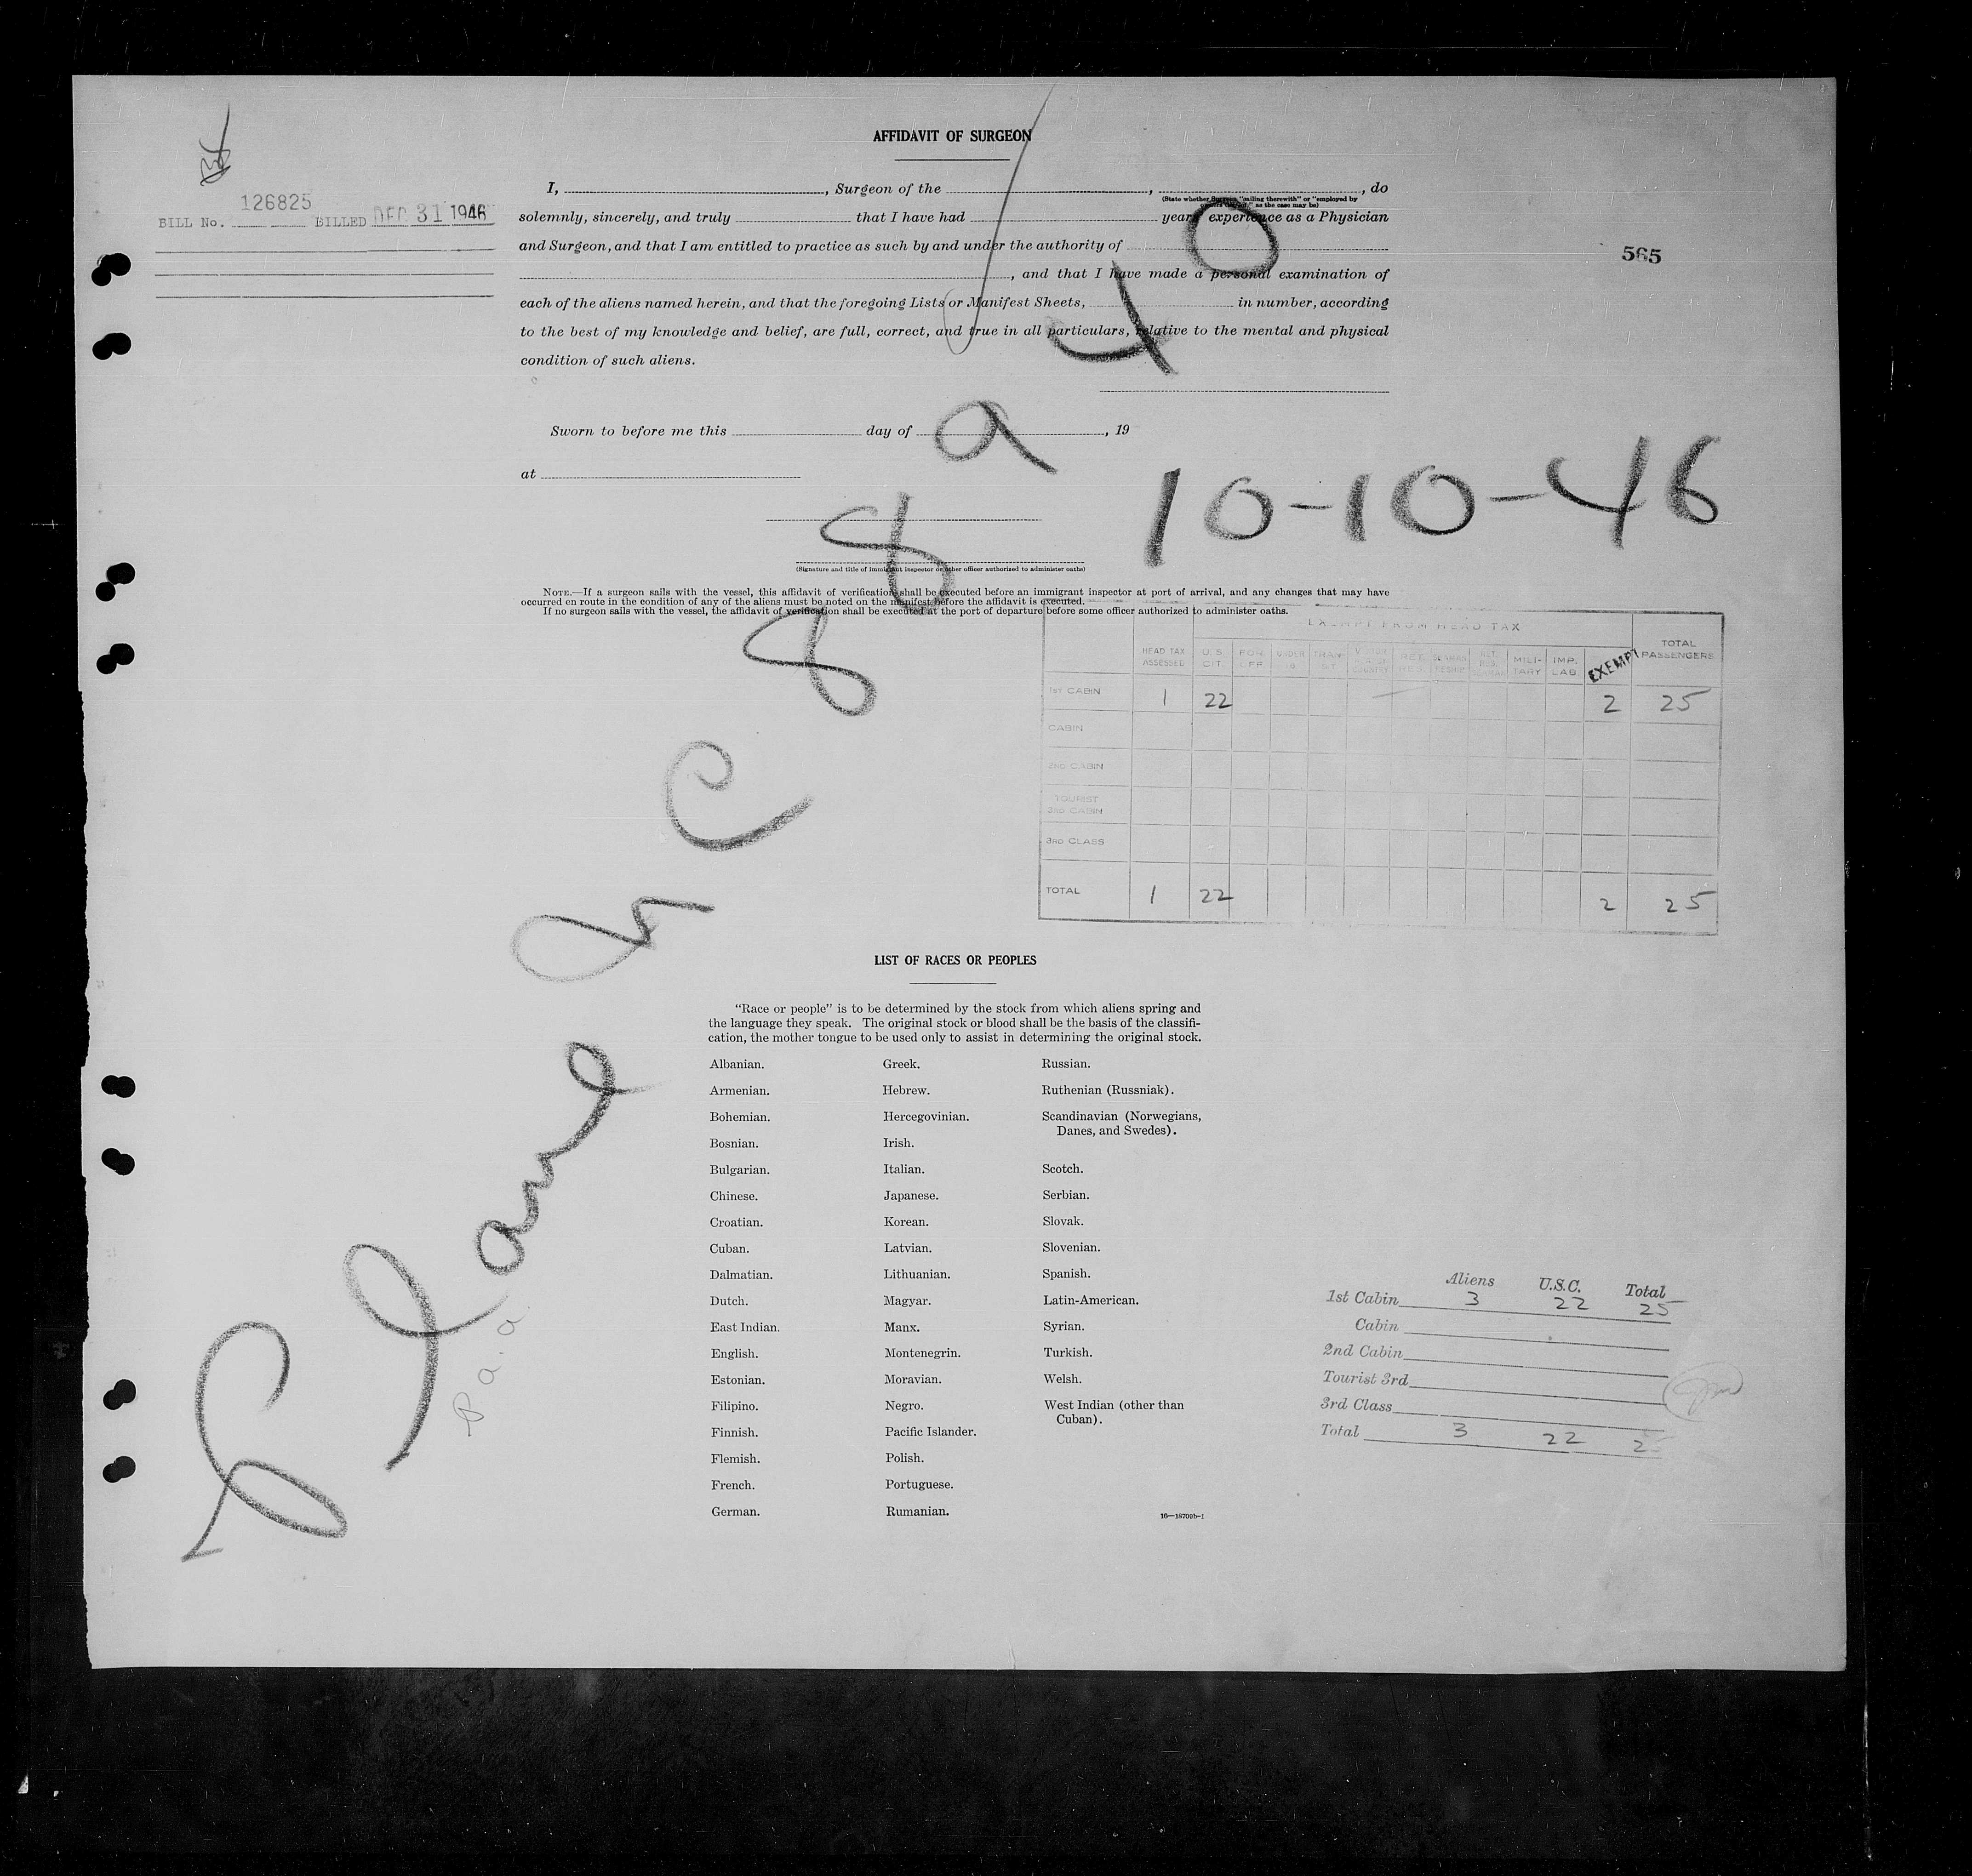 AFFIDAVIT OF SURGEON
I, , Surgeon of the , , do
(State whether Surgeon "sailing therewith" or "employed by owners thereof," as the case may be)
solemnly, sincerely, and truly that I have had years experience as a Physician
and Surgeon, and that I am entitled to practice as such by and under the authority of
, and that I have made a personal examination of
each of the aliens named herein, and that the foregoing Lists or Manifest Sheets, in number, according
to the best of my knowledge and belief, are full, correct, and true in all particulars, relative to the mental and physical
condition of such aliens.
BILL No. 126825 BILLED DEC 31 1946
565
Sworn to before me this day of , 19
at
(Signature and title of immigrant inspector or other officer authorized to administer oaths)
NOTE.—If a surgeon sails with the vessel, this affidavit of verification shall be executed before an immigrant inspector at port of arrival, and any changes that may have
occurred en route in the condition of any of the aliens must be noted on the manifest before the affidavit is executed.
If no surgeon sails with the vessel, the affidavit of verification shall be executed at the port of departure before some officer authorized to administer oaths.
Plane NC 88a40
10-10-46
P.a.a
EXEMPT FROM HEAD TAX
HEAD TAX ASSESSED U.S. CIT. UNDER TRAN- RET. RES. MILI-TARY IMP. LAB. EXEMPT TOTAL PASSENGERS
1ST CABIN 1 22 2 25
CABIN
2ND CABIN
TOURIST 3RD CABIN
3RD CLASS
TOTAL 1 22 2 25
LIST OF RACES OR PEOPLES
"Race or people" is to be determined by the stock from which aliens spring and
the language they speak. The original stock or blood shall be the basis of the classifi-
cation, the mother tongue to be used only to assist in determining the original stock.
Albanian. Greek. Russian.
Armenian. Hebrew. Ruthenian (Russniak).
Bohemian. Hercegovinian. Scandinavian (Norwegians,
Danes, and Swedes).
Bosnian. Irish.
Bulgarian. Italian. Scotch.
Chinese. Japanese. Serbian.
Croatian. Korean. Slovak.
Cuban. Latvian. Slovenian.
Dalmatian. Lithuanian. Spanish.
Dutch. Magyar. Latin-American.
East Indian. Manx. Syrian.
English. Montenegrin. Turkish.
Estonian. Moravian. Welsh.
Filipino. Negro. West Indian (other than
Cuban).
Finnish. Pacific Islander.
Flemish. Polish.
French. Portuguese.
German. Rumanian.
16—18700b-1
Aliens U.S.C. Total
1st Cabin 3 22 25
Cabin
2nd Cabin
Tourist 3rd
3rd Class
Total 3 22 2